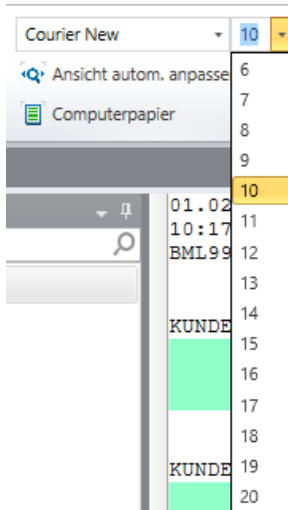 Courier New 10
Ansicht autom. anpasse
Computerpapier
6
7
8
9
10
11
12
13
14
15
16
17
18
19
20
01.02
10:17
BML99
KUNDE
KUNDE